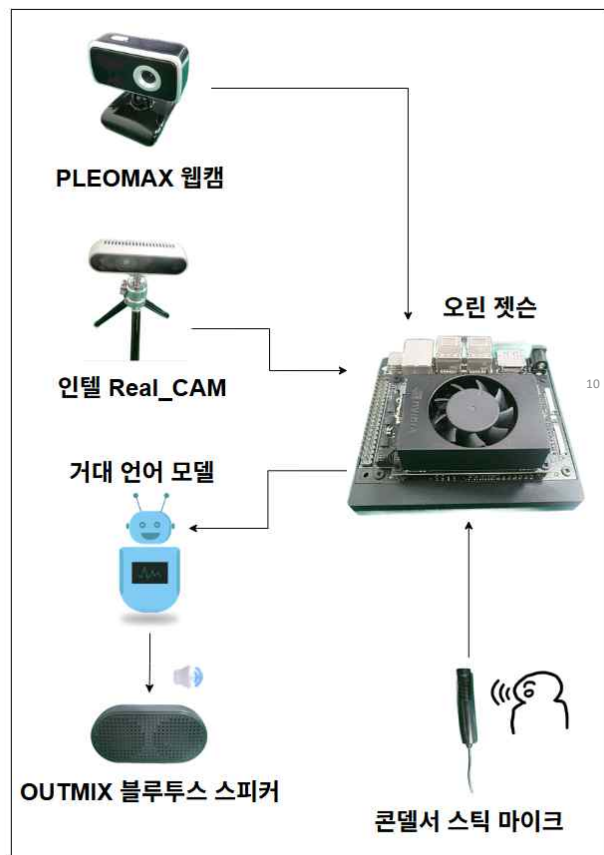 PLEOMAX 웹캠
오린 젯슨
인텔 Real_CAM
10
거대 언어 모델
OUTMIX 블루투스 스피커
콘델서 스틱 마이크